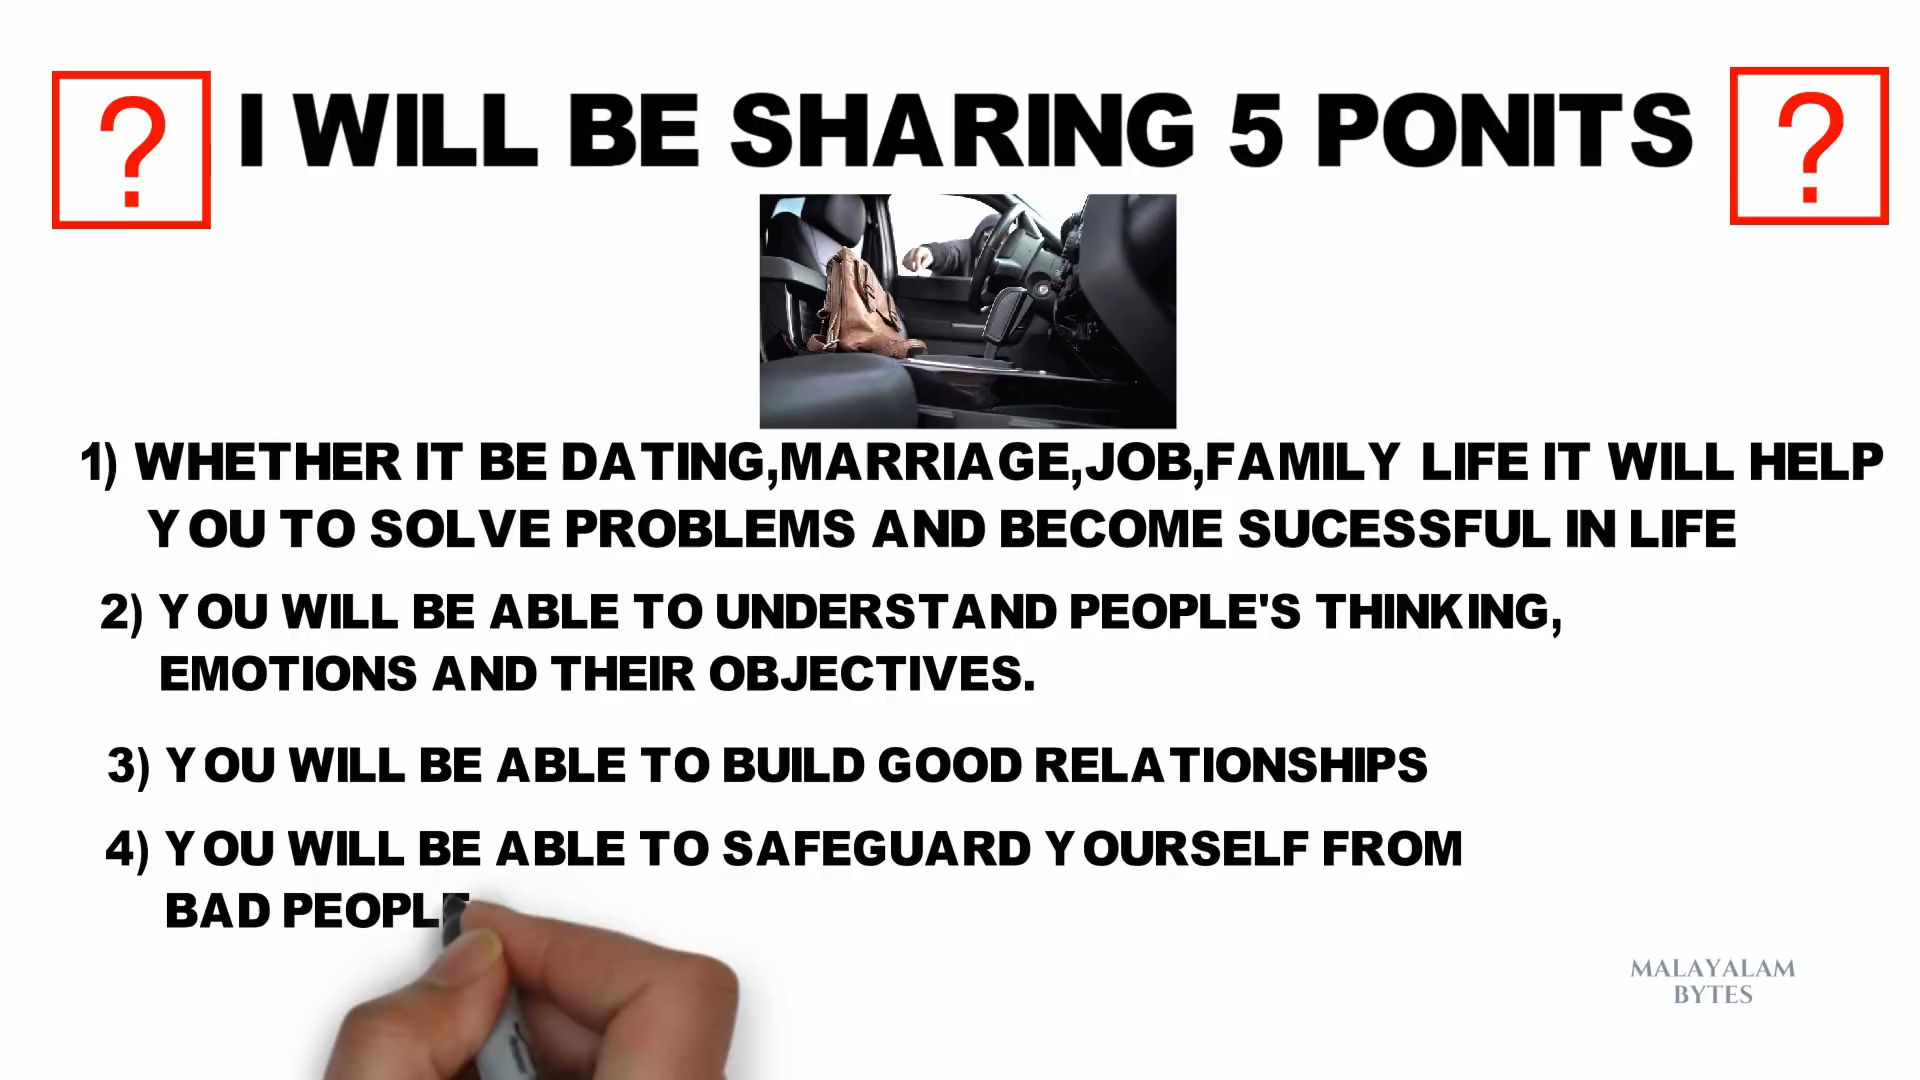 ? I WILL BE SHARING 5 PONITS ?
1) WHETHER IT BE DATING,MARRIAGE,JOB,FAMILY LIFE IT WILL HELP
YOU TO SOLVE PROBLEMS AND BECOME SUCESSFUL IN LIFE
2) YOU WILL BE ABLE TO UNDERSTAND PEOPLE'S THINKING,
EMOTIONS AND THEIR OBJECTIVES.
3) YOU WILL BE ABLE TO BUILD GOOD RELATIONSHIPS
4) YOU WILL BE ABLE TO SAFEGUARD YOURSELF FROM
BAD PEOPLE
MALAYALAM
BYTES